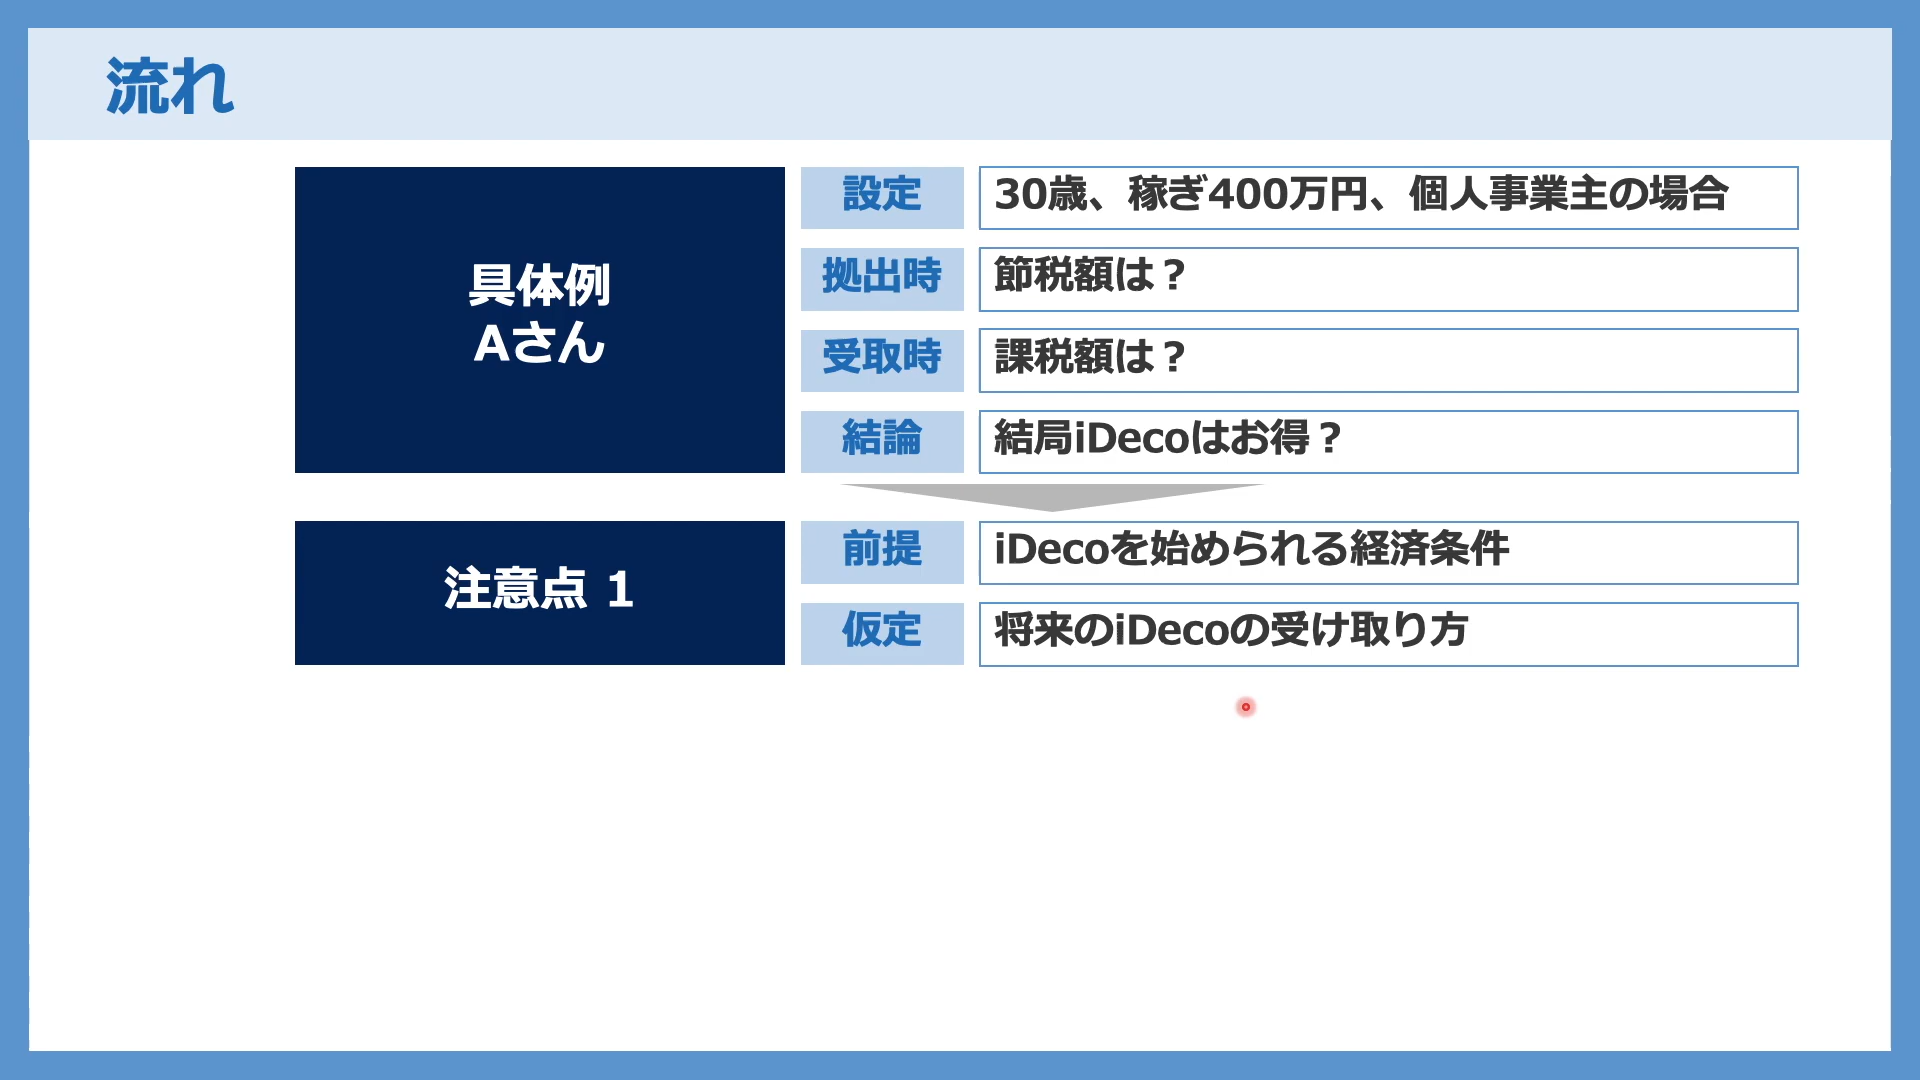 流れ
具体例
Aさん
設定
30歳、稼ぎ400万円、個人事業主の場合
拠出時
節税額は？
受取時
課税額は？
結論
結局iDecoはお得？
注意点 1
前提
iDecoを始められる経済条件
仮定
将来のiDecoの受け取り方